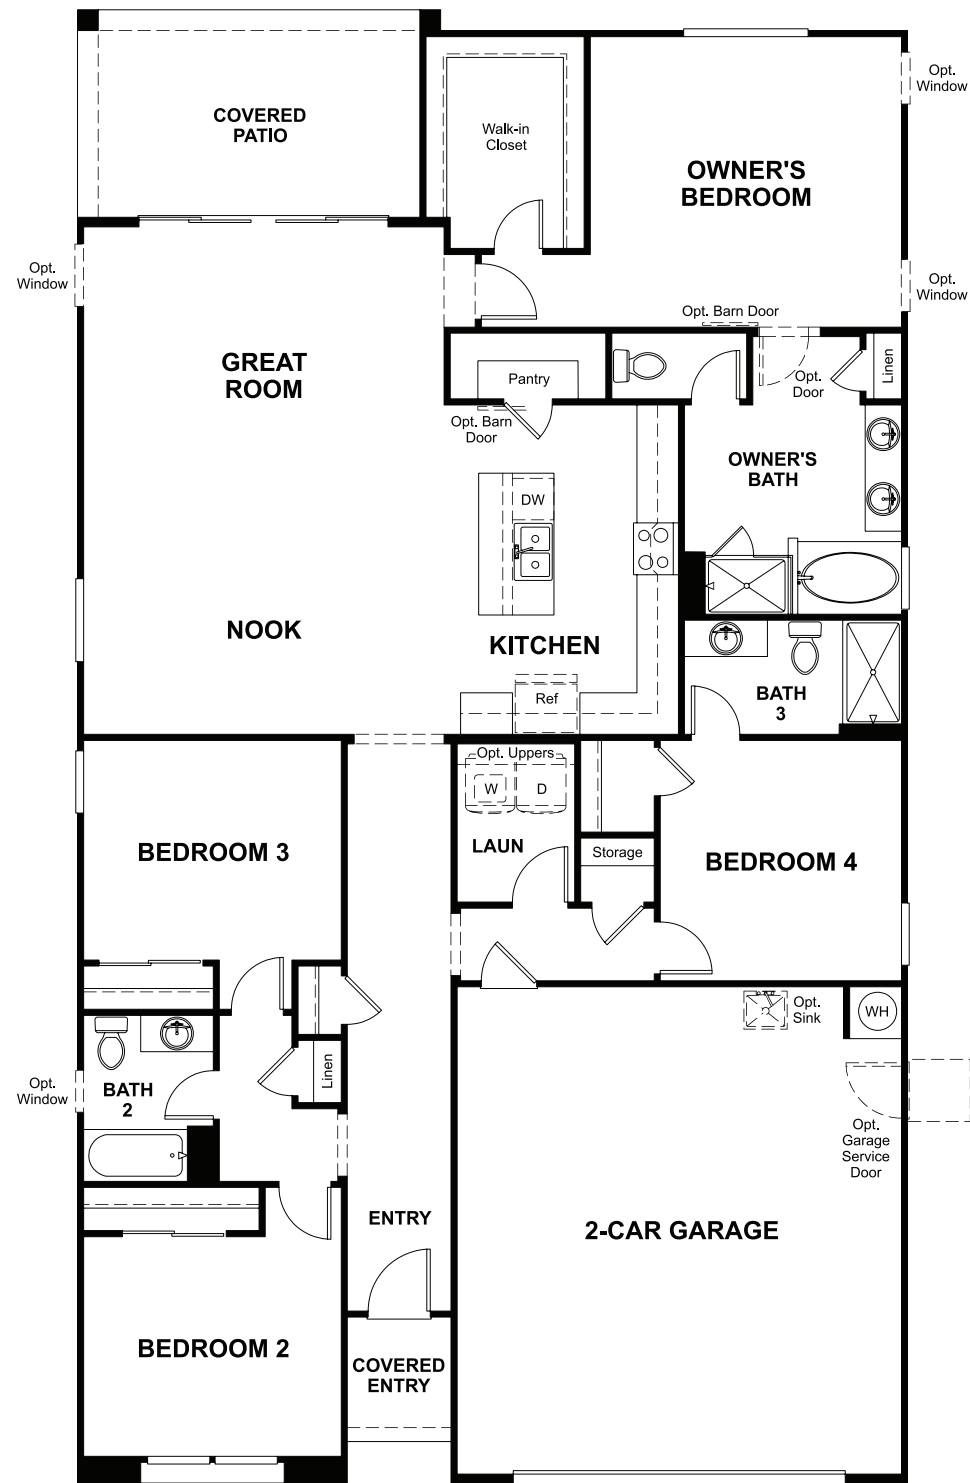 COVERED
PATIO
Walk-in
Closet
OWNER'S
BEDROOM
Opt.
Window
Opt.
Window
Opt.
Window
Opt. Barn Door
GREAT
ROOM
Pantry
Opt. Barn
Door
Opt.
Door
Linen
OWNER'S
BATH
DW
NOOK
KITCHEN
Ref
BATH
3
Opt. Uppers
W
D
LAUN
Storage
BEDROOM 3
BEDROOM 4
Opt.
Sink
WH
Opt.
Window
BATH
2
Linen
Opt.
Garage
Service
Door
ENTRY
2-CAR GARAGE
BEDROOM 2
COVERED
ENTRY